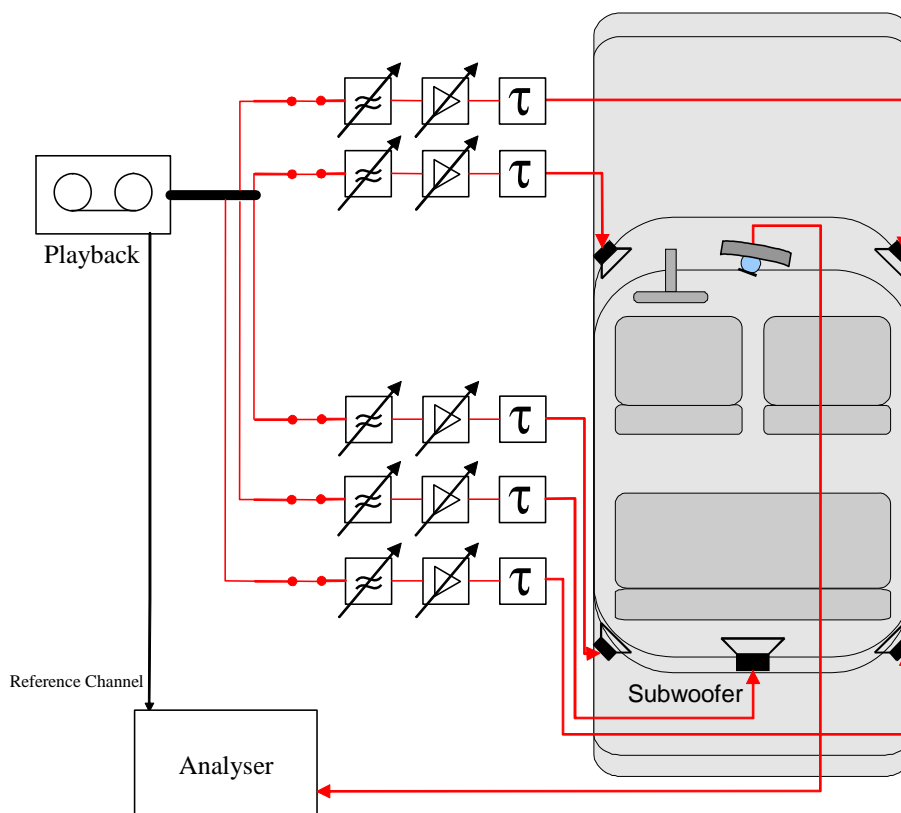 τ
τ
Playback
τ
τ
τ
Reference Channel
Subwoofer
Analyser